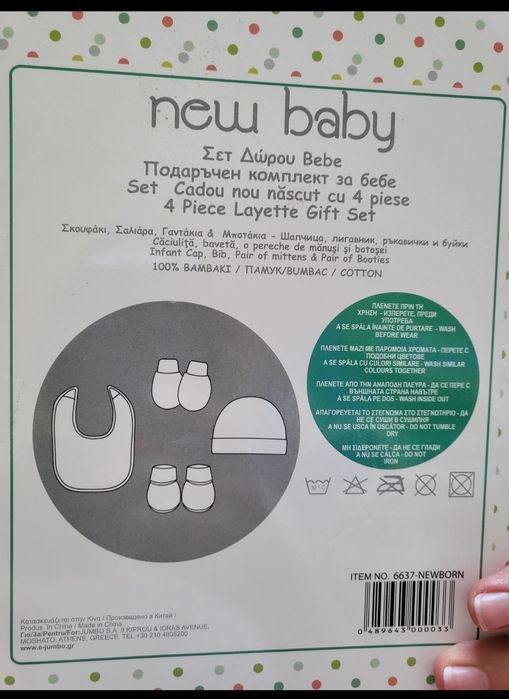 new baby
Σετ Δώρου Bebe
Подаръчен комплект за бебе
Set Cadou nou născut cu 4 piese
4 Piece Layette Gift Set
Σκουφάκι, Σαλιάρα, Γαντάκια & Μποτάκια - Шапчица, лигавник, ръкавички и буйки
Căciuliță, bavetă, o pereche de mănuși și botoșei
Infant Cap, Bib, Pair of mittens & Pair of Booties
100% ΒΑΜΒΑΚΙ / ПАМУК/BUMBAC / COTTON
ΠΛΕΝΕΤΕ ΠΡΙΝ ΤΗ
ΧΡΗΣΗ - ИЗПЕРЕТЕ, ПРЕДИ
УПОТРЕБА
A SE SPĂLA ÎNAINTE DE PURTARE - WASH
BEFORE WEAR
ΠΛΕΝΕΤΕ ΜΑΖΙ ΜΕ ΠΑΡΟΜΟΙΑ ΧΡΩΜΑΤΑ - ПЕРЕТЕ С
ПОДОБНИ ЦВЕТОВЕ
A SE SPĂLA CU CULORI SIMILARE - WASH SIMILAR
COLOURS TOGETHER
ΠΛΕΝΕΤΕ ΑΠΟ ΤΗΝ ΑΝΑΠΟΔΗ ΠΛΕΥΡΑ - ДА СЕ ПЕРЕ С
ВЪНШНАТА СТРАНА НАВЪТРЕ
A SE SPĂLA PE DOS - WASH INSIDE OUT
ΑΠΑΓΟΡΕΥΕΤΑΙ ΤΟ ΣΤΕΓΝΩΜΑ ΣΤΟ ΣΤΕΓΝΩΤΗΡΙΟ - ДА
НЕ СЕ СУШИ В СУШИЛНЯ
A NU SE USCA ÎN USCĂTOR - DO NOT TUMBLE
DRY
ΜΗ ΣΙΔΕΡΩΝΕΤΕ - ДА НЕ СЕ ГЛАДИ
A NU SE CĂLCA - DO NOT
IRON
30°C
ITEM NO. 6637-NEWBORN
0 489643 000033
Κατασκευάζεται στην Κίνα / Произведено в Китай /
Produs În China / Made in China
Για/За/Pentru/For:JUMBO S.A. 9 KIPROU & IDRAS AVENUE,
MOSHATO, ATHENS, GREECE, TEL:+30 210 4805200
www.e-jumbo.gr